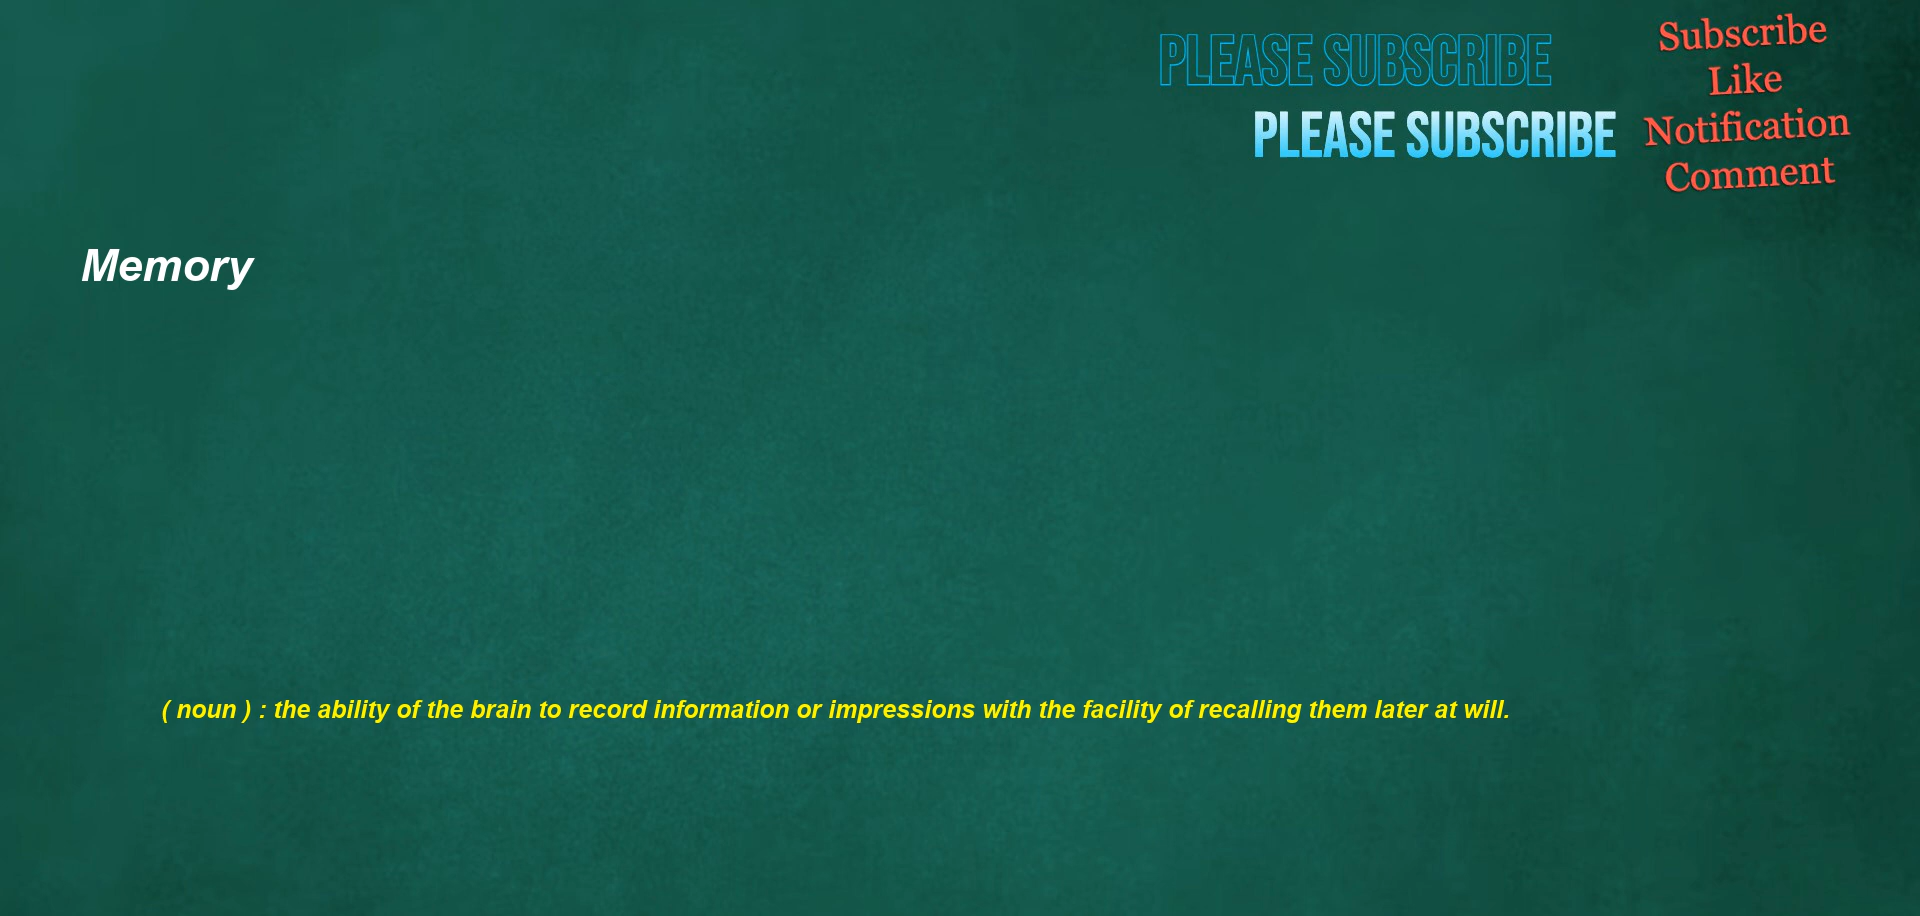 PLEASE SUBSCRIBE
PLEASE SUBSCRIBE
Subscribe
Like
Notification
Comment
Memory
( noun ) : the ability of the brain to record information or impressions with the facility of recalling them later at will.